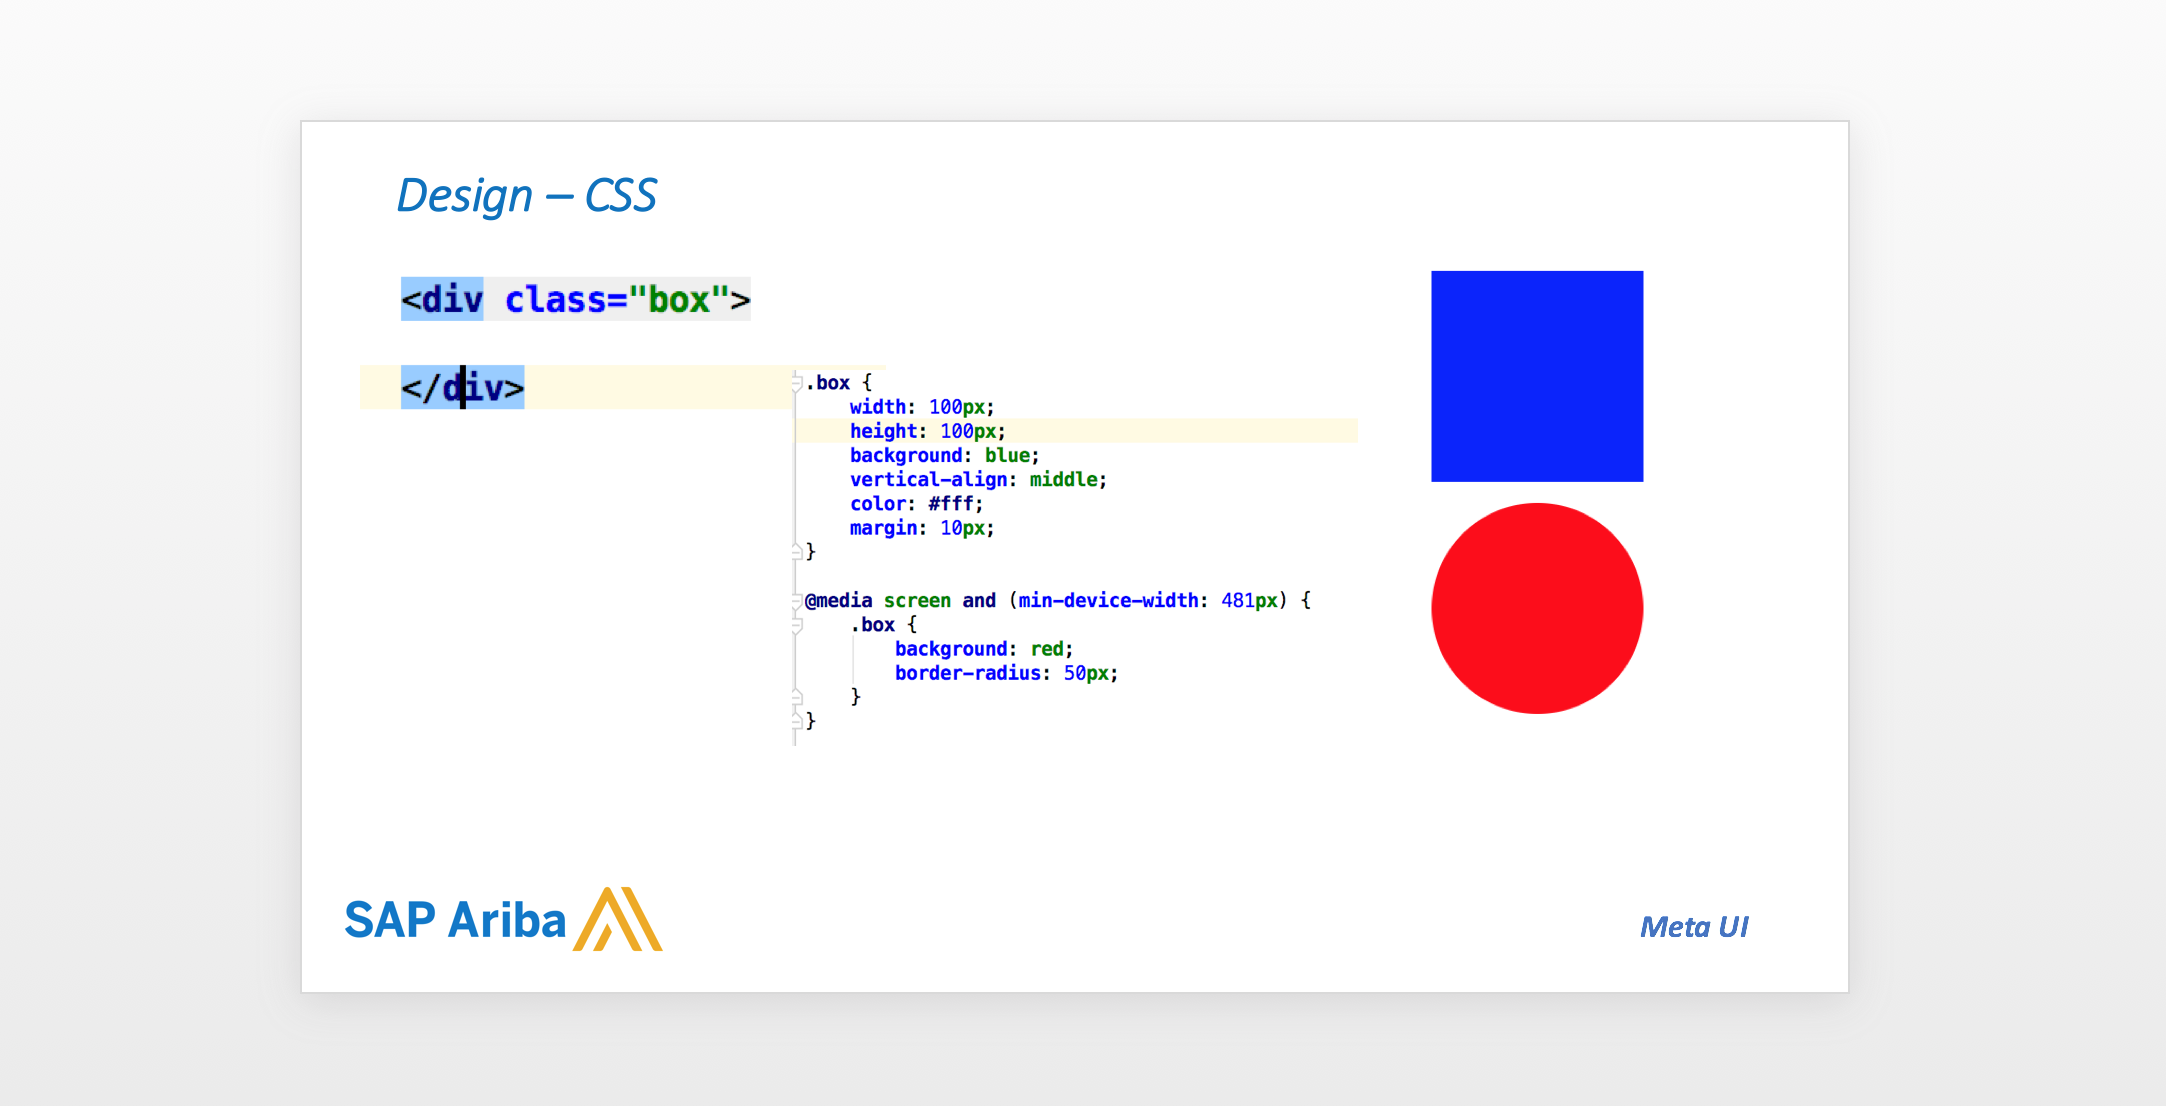 Design – CSS
<div class="box">
</div>
.box {
    width: 100px;
    height: 100px;
    background: blue;
    vertical-align: middle;
    color: #fff;
    margin: 10px;
}
@media screen and (min-device-width: 481px) {
    .box {
        background: red;
        border-radius: 50px;
    }
}
SAP Ariba
Meta UI